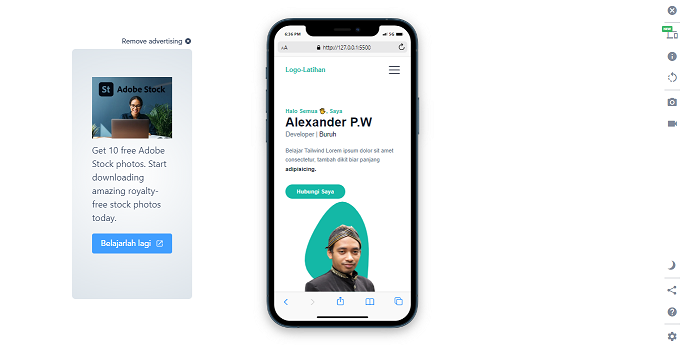 Remove advertising
St Adobe Stock
Get 10 free Adobe
Stock photos. Start
downloading
amazing royalty-
free stock photos
today.
Belajarlah lagi
6:36 PM
5G
AA
http://127.0.0.1:5500
Logo-Latihan
Halo Semua 👨, Saya
Alexander P.W
Developer | Buruh
Belajar Tailwind Lorem ipsum dolor sit amet
consectetur, tambah dikit biar panjang
adipisicing.
Hubungi Saya